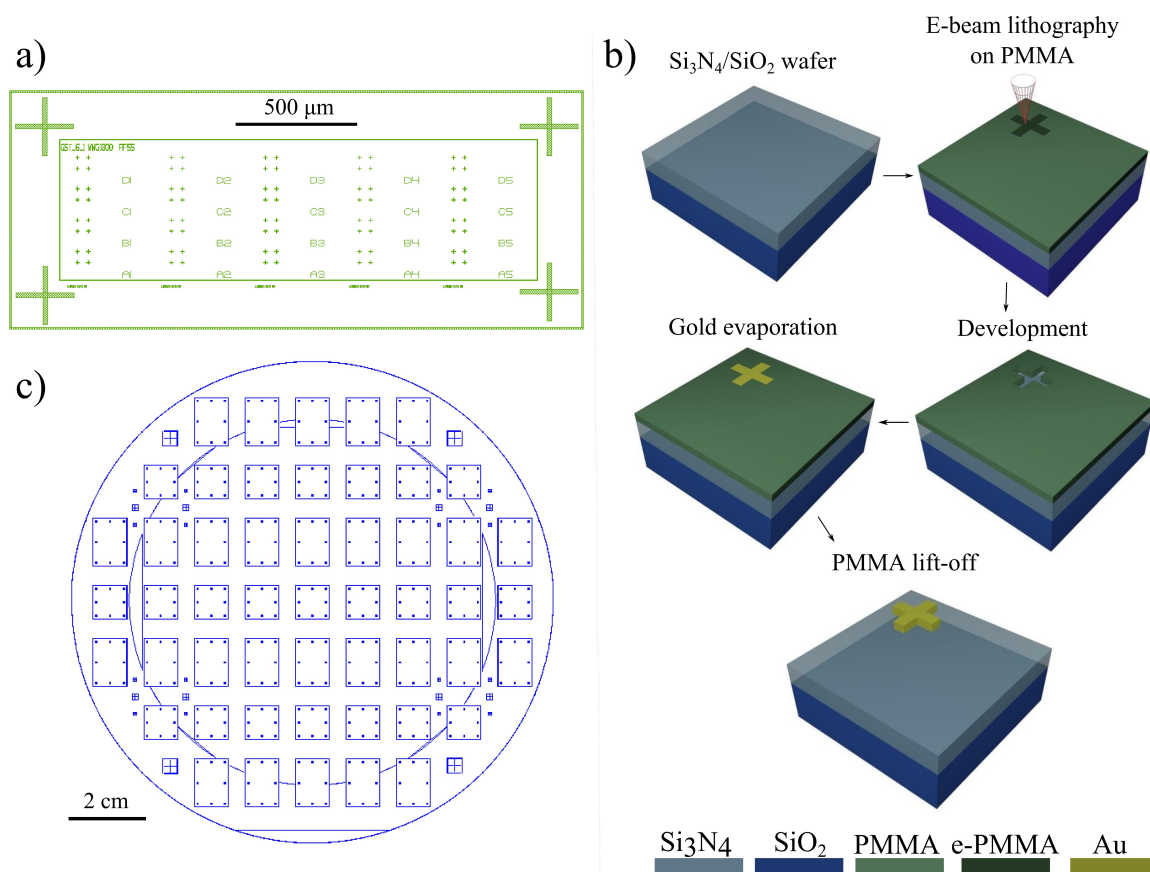 a)
500 μm
D1 D2 D3 D4 D5
C1 C2 C3 C4 C5
B1 B2 B3 B4 B5
A1 A2 A3 A4 A5
b)
Si₃N₄/SiO₂ wafer
E-beam lithography
on PMMA
Gold evaporation
Development
PMMA lift-off
c)
2 cm
Si₃N₄ SiO₂ PMMA e-PMMA Au